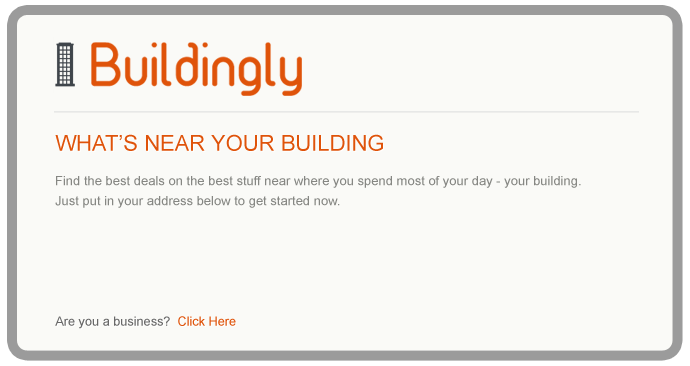 Buildingly
WHAT'S NEAR YOUR BUILDING
Find the best deals on the best stuff near where you spend most of your day - your building.
Just put in your address below to get started now.
Are you a business? Click Here